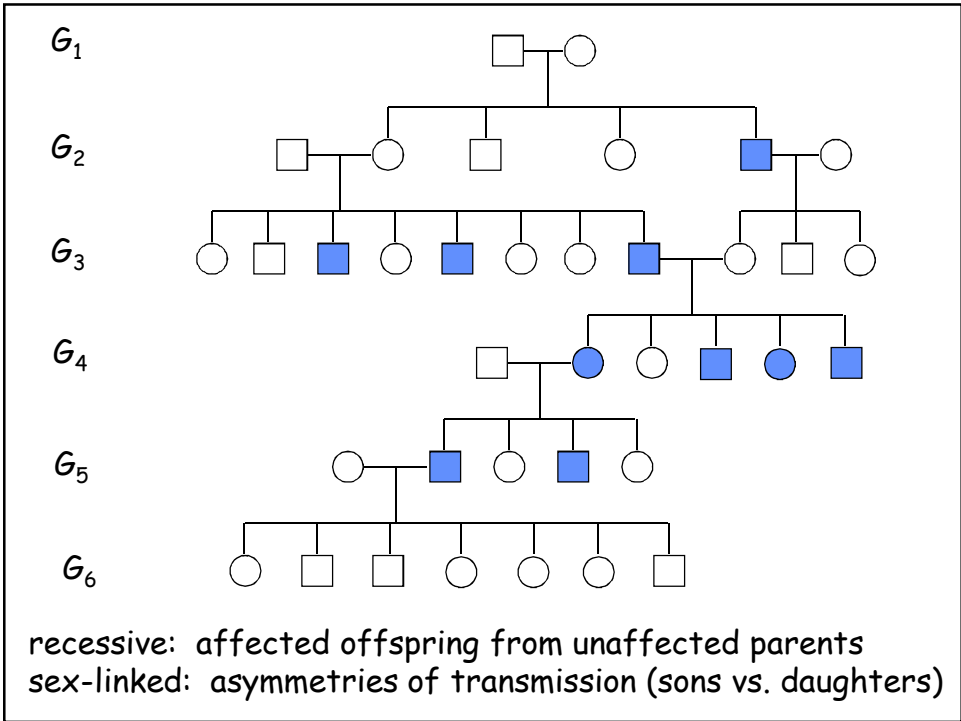 G₁
G₂
G₃
G₄
G₅
G₆
recessive: affected offspring from unaffected parents
sex-linked: asymmetries of transmission (sons vs. daughters)